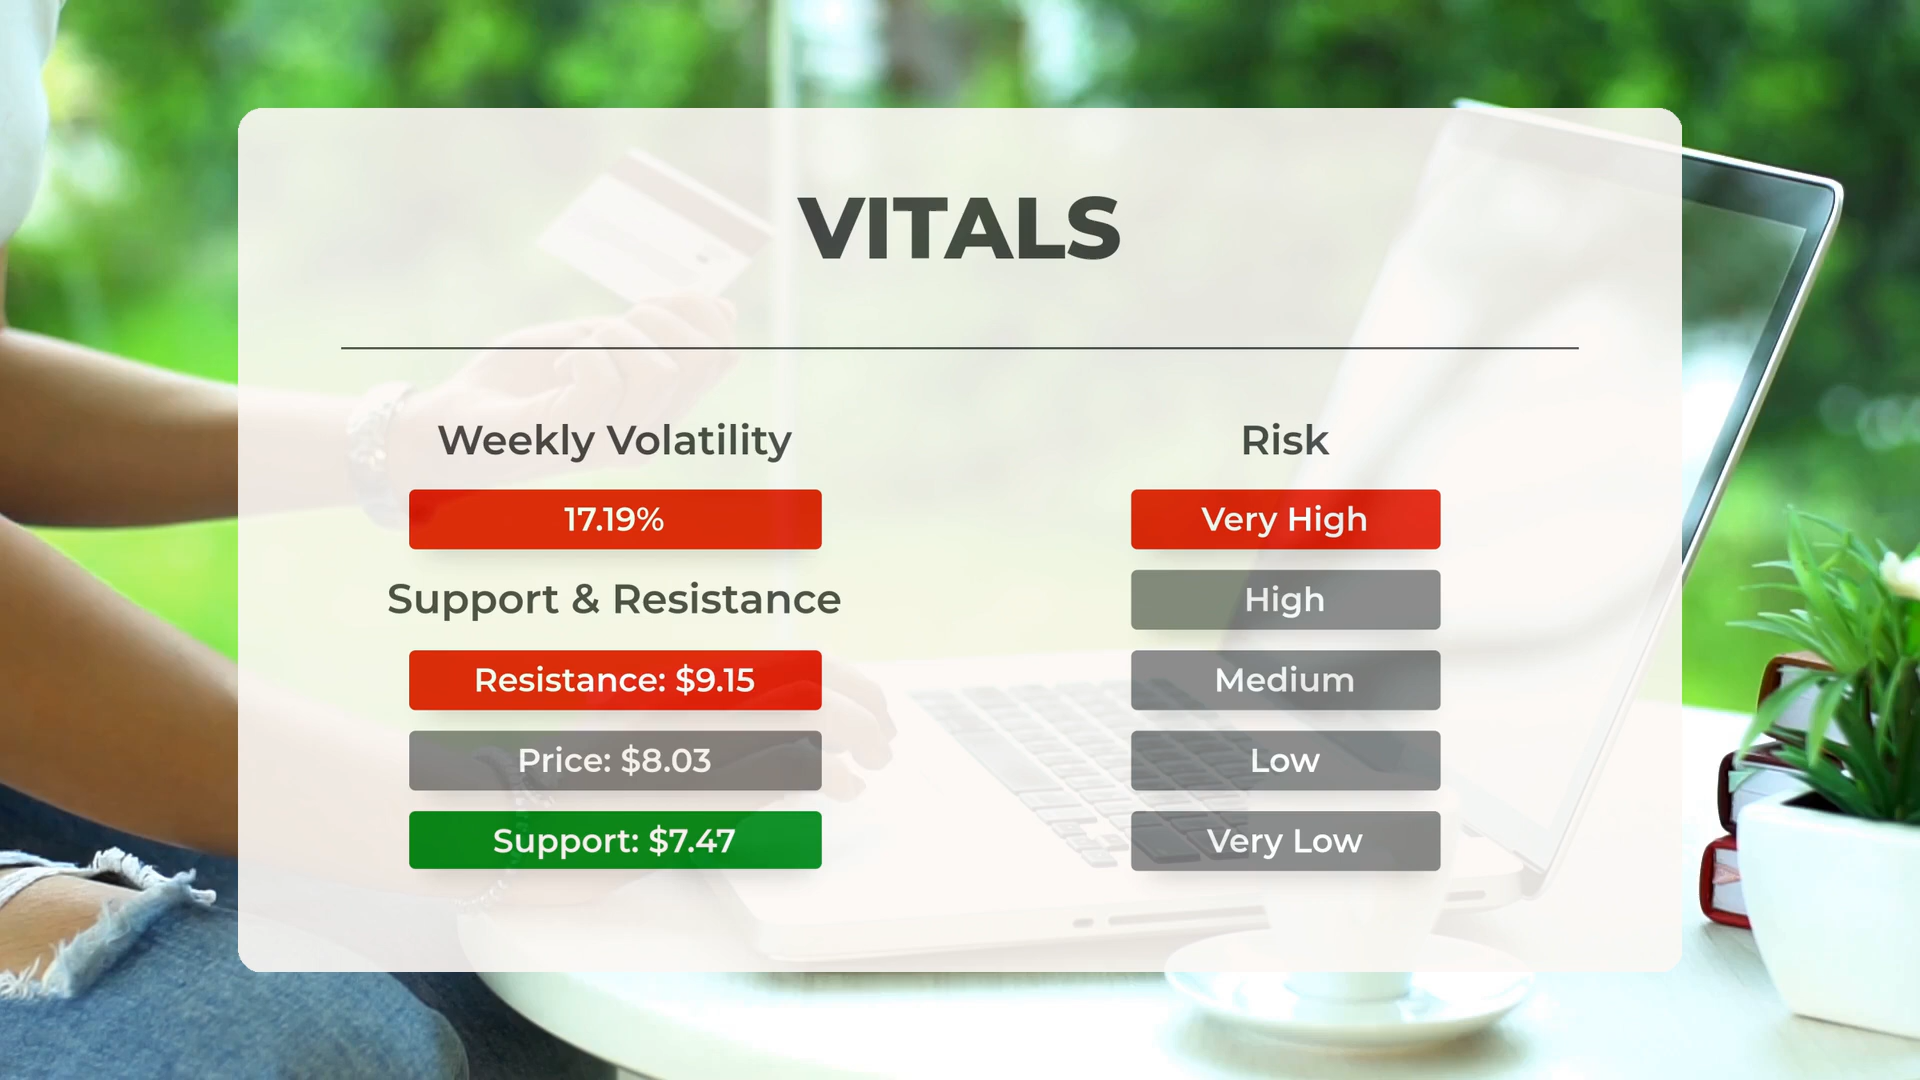 VITALS
Weekly Volatility
17.19%
Support & Resistance
Resistance: $9.15
Price: $8.03
Support: $7.47
Risk
Very High
High
Medium
Low
Very Low